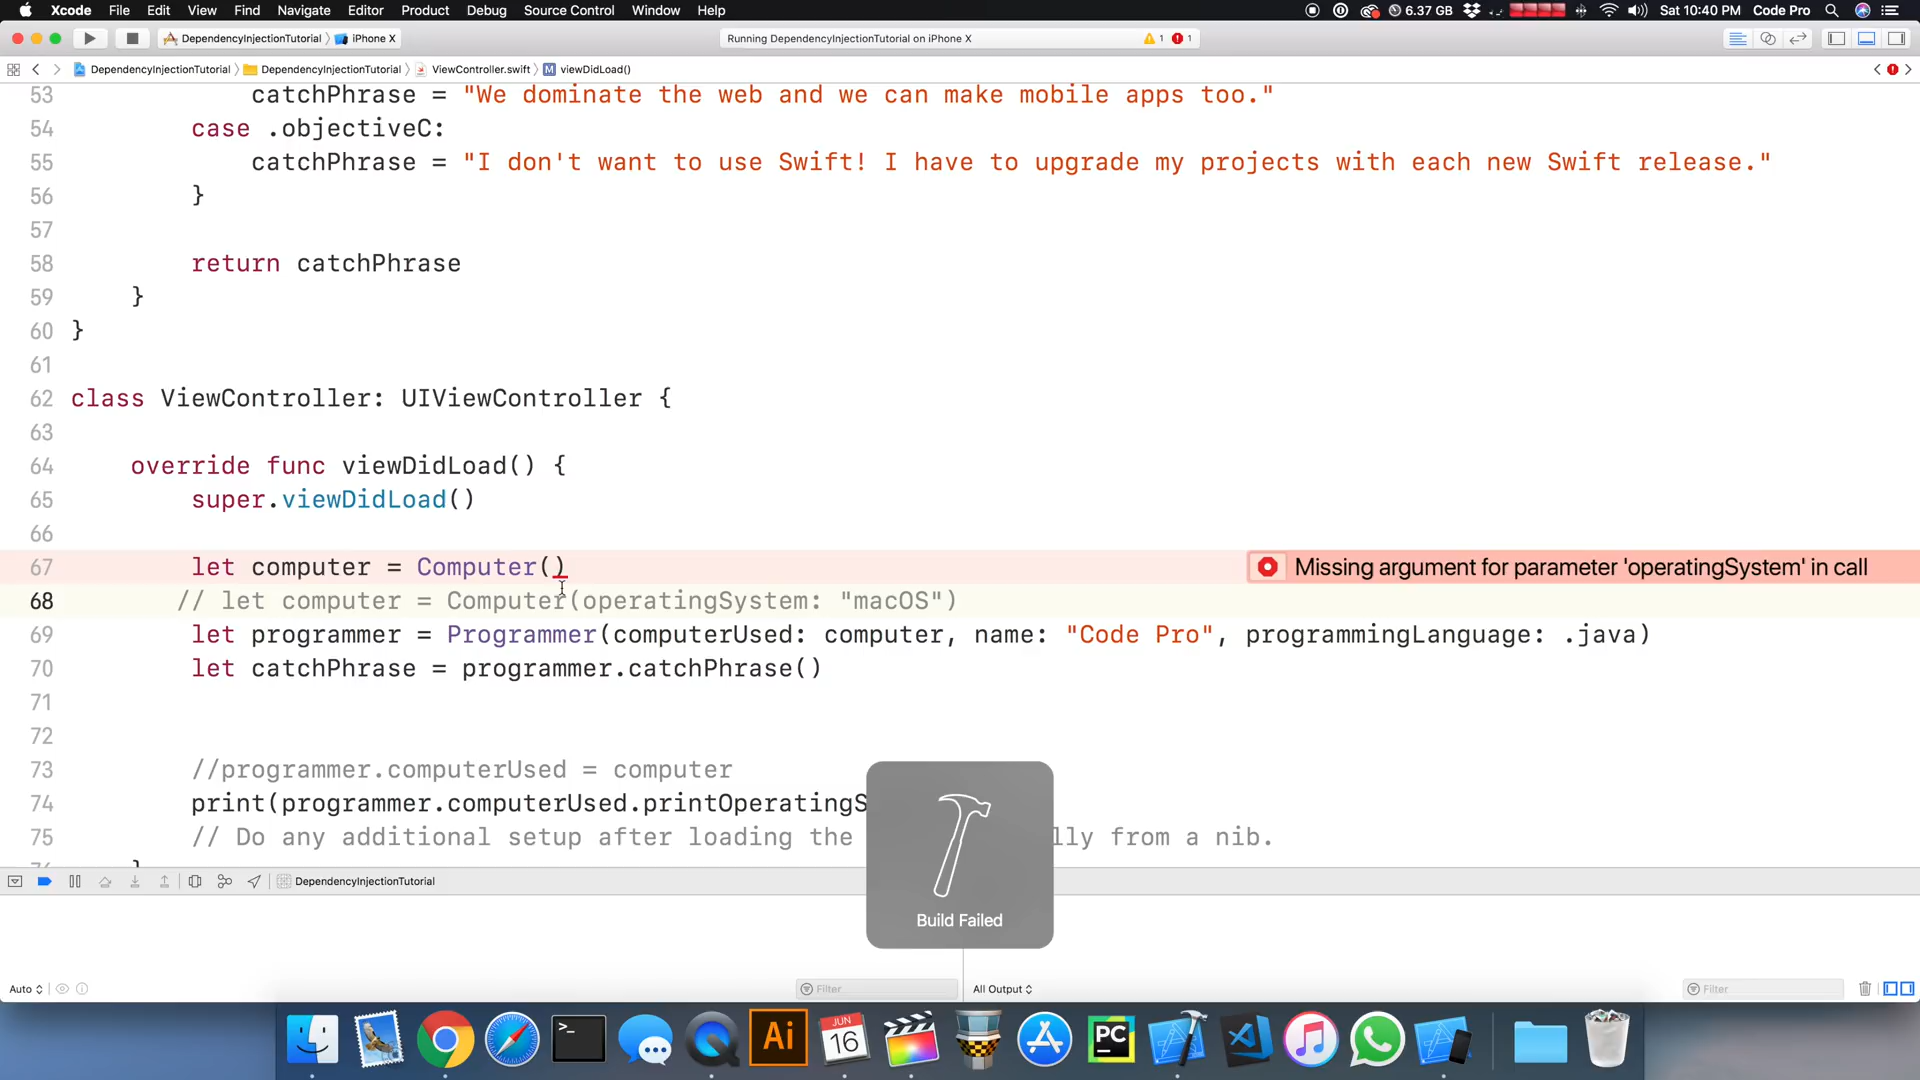 Xcode File Edit View Find Navigate Editor Product Debug Source Control Window Help 6.37 GB Sat 10:40 PM Code Pro
DependencyInjectionTutorial iPhone X Running DependencyInjectionTutorial on iPhone X 1 1
DependencyInjectionTutorial DependencyInjectionTutorial ViewController.swift M viewDidLoad()
53 catchPhrase = "We dominate the web and we can make mobile apps too."
54 case .objectiveC:
55 catchPhrase = "I don't want to use Swift! I have to upgrade my projects with each new Swift release."
56 }
57
58 return catchPhrase
59 }
60 }
61
62 class ViewController: UIViewController {
63
64 override func viewDidLoad() {
65 super.viewDidLoad()
66
67 let computer = Computer() Missing argument for parameter 'operatingSystem' in call
68 // let computer = Computer(operatingSystem: "macOS")
69 let programmer = Programmer(computerUsed: computer, name: "Code Pro", programmingLanguage: .java)
70 let catchPhrase = programmer.catchPhrase()
71
72
73 //programmer.computerUsed = computer
74 print(programmer.computerUsed.printOperatingS
75 // Do any additional setup after loading the lly from a nib.
}
Build Failed
DependencyInjectionTutorial
Auto Filter All Output Filter
>_ Ai JUN 16 PC